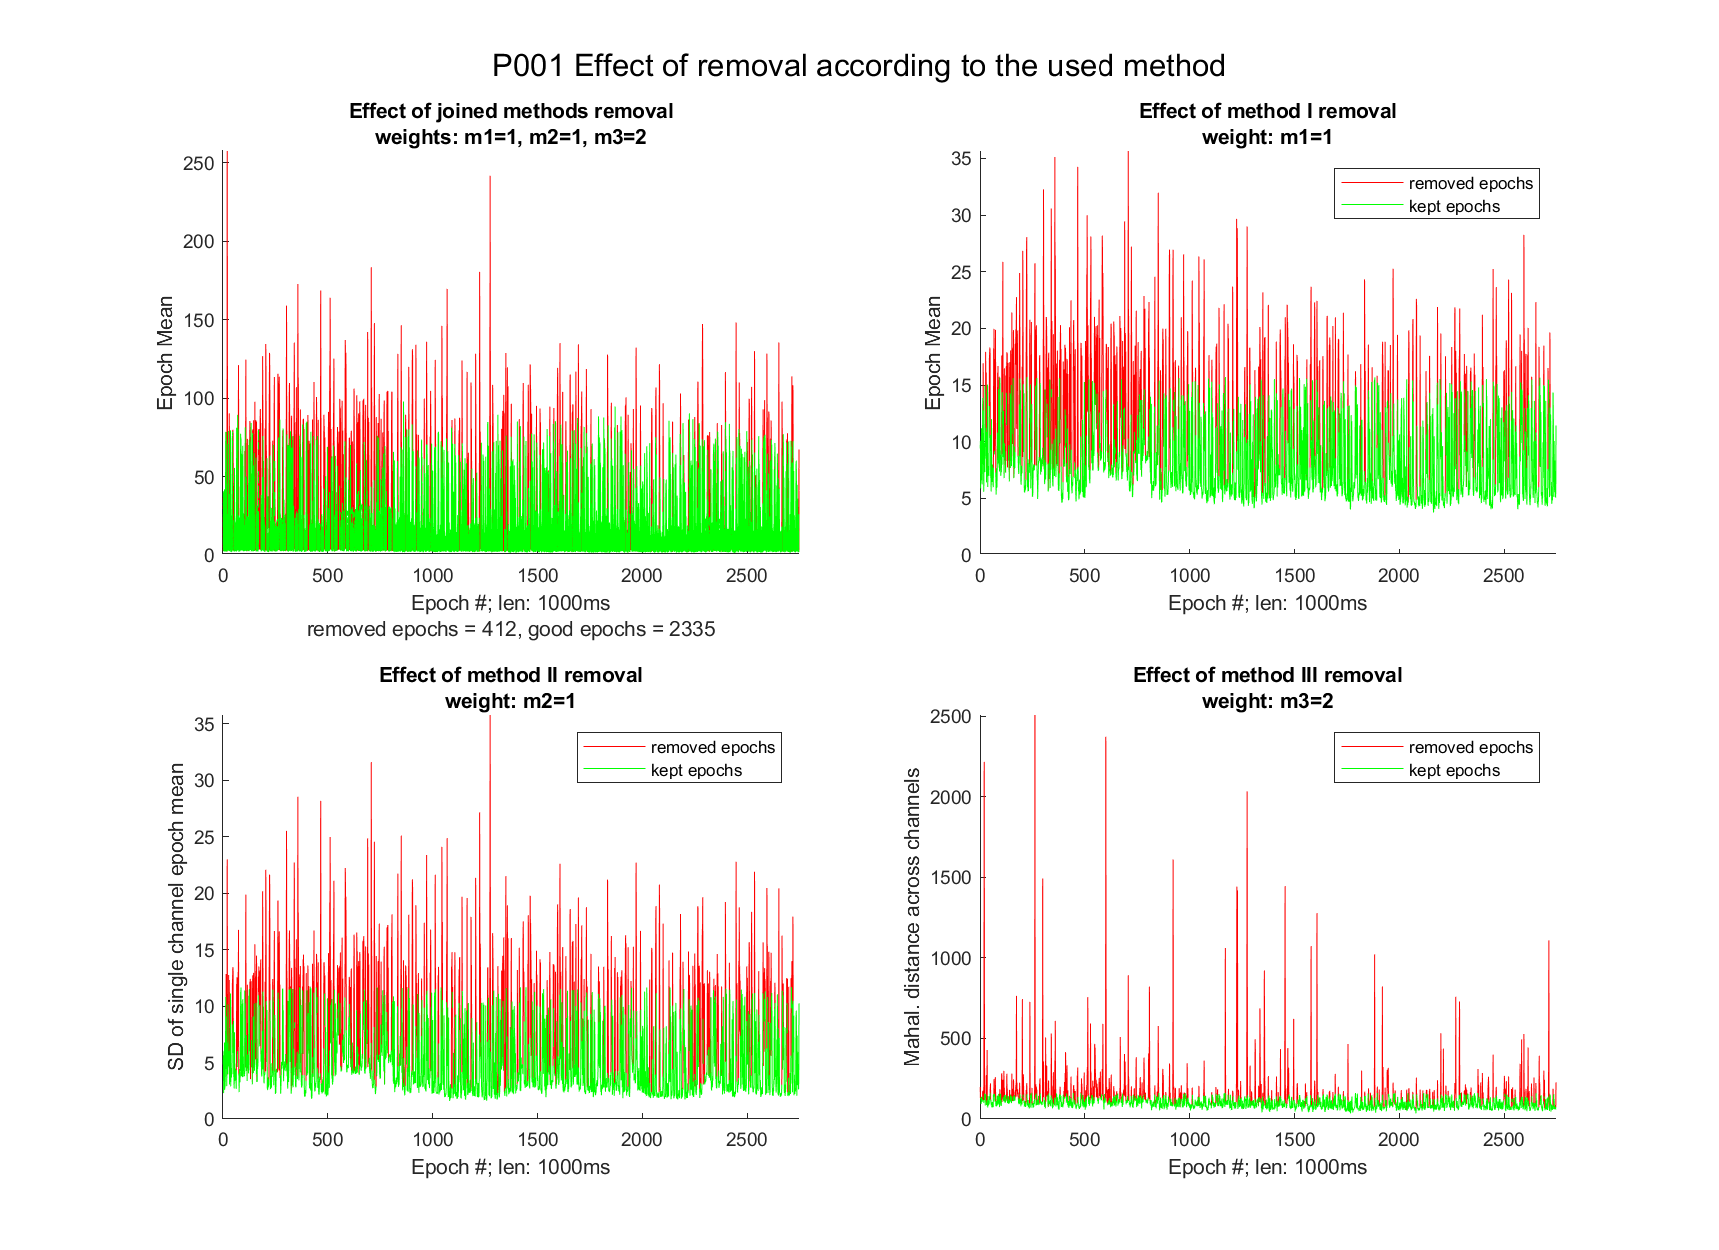 P001 Effect of removal according to the used method
Effect of joined methods removal
weights: m1=1, m2=1, m3=2
250
200
150
100
50
0
Epoch Mean
0 500 1000 1500 2000 2500
Epoch #; len: 1000ms
removed epochs = 412, good epochs = 2335
Effect of method I removal
weight: m1=1
35
30
25
20
15
10
5
0
Epoch Mean
removed epochs
kept epochs
0 500 1000 1500 2000 2500
Epoch #; len: 1000ms
Effect of method II removal
weight: m2=1
35
30
25
20
15
10
5
0
SD of single channel epoch mean
removed epochs
kept epochs
0 500 1000 1500 2000 2500
Epoch #; len: 1000ms
Effect of method III removal
weight: m3=2
2500
2000
1500
1000
500
0
Mahal. distance across channels
removed epochs
kept epochs
0 500 1000 1500 2000 2500
Epoch #; len: 1000ms